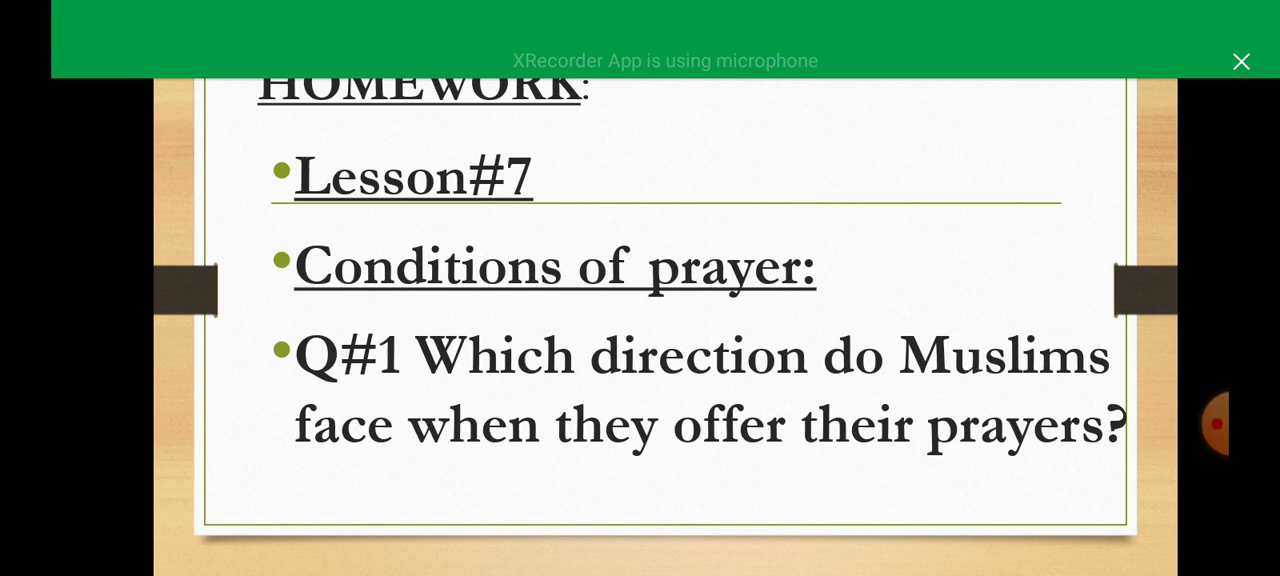 XRecorder App is using microphone
HOMEWORK:
•Lesson#7
•Conditions of prayer:
•Q#1 Which direction do Muslims
face when they offer their prayers?